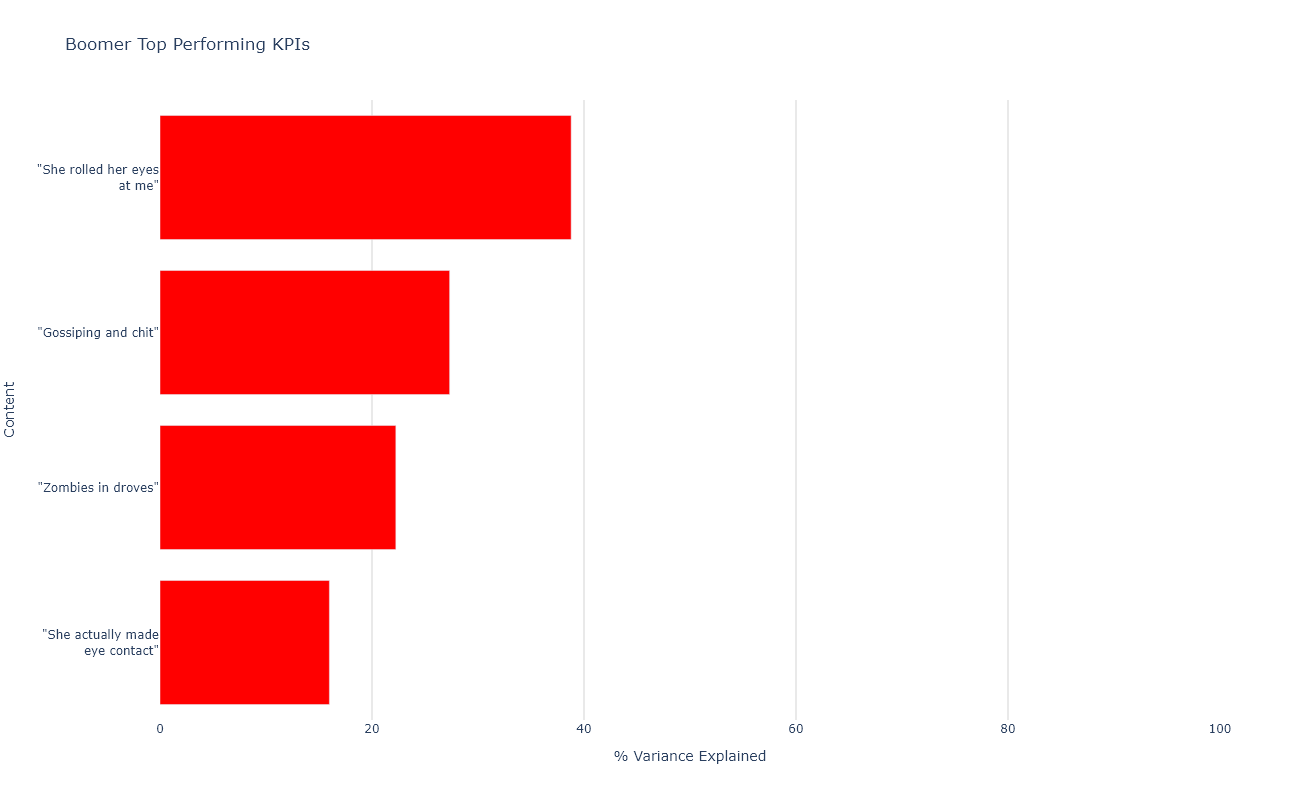 Boomer Top Performing KPIs
Content
"She rolled her eyes
at me"
"Gossiping and chit"
"Zombies in droves"
"She actually made
eye contact"
0 20 40 60 80 100
% Variance Explained